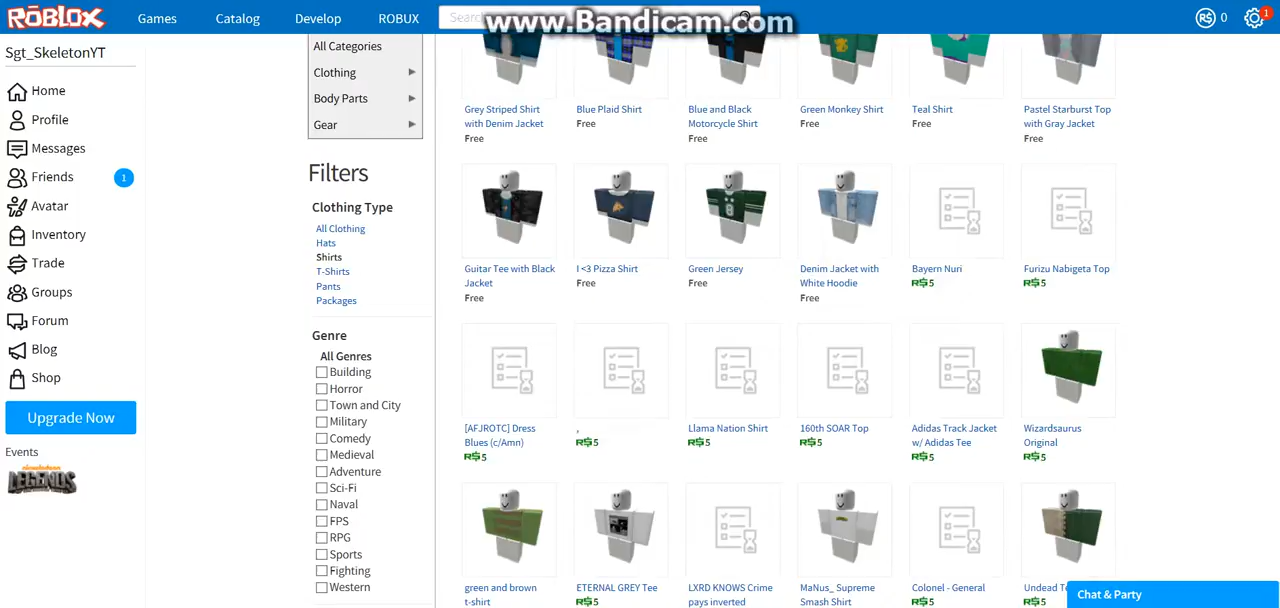 ROBLOX Games Catalog Develop ROBUX Search www.Bandicam.com R$ 0 1
Sgt_SkeletonYT
Home
Profile
Messages
Friends 1
Avatar
Inventory
Trade
Groups
Forum
Blog
Shop
Upgrade Now
Events
nickelodeon
LEGENDS
All Categories
Clothing
Body Parts
Gear
Filters
Clothing Type
All Clothing
Hats
Shirts
T-Shirts
Pants
Packages
Genre
All Genres
Building
Horror
Town and City
Military
Comedy
Medieval
Adventure
Sci-Fi
Naval
FPS
RPG
Sports
Fighting
Western
Grey Striped Shirt
with Denim Jacket
Free
Blue Plaid Shirt
Free
Blue and Black
Motorcycle Shirt
Free
Green Monkey Shirt
Free
Teal Shirt
Free
Pastel Starburst Top
with Gray Jacket
Free
Guitar Tee with Black
Jacket
Free
I <3 Pizza Shirt
Free
8
Green Jersey
Free
Denim Jacket with
White Hoodie
Free
Bayern Nuri
R$ 5
Furizu Nabigeta Top
R$ 5
[AFJROTC] Dress
Blues (c/Amn)
R$ 5
,
R$ 5
Llama Nation Shirt
R$ 5
160th SOAR Top
R$ 5
Adidas Track Jacket
w/ Adidas Tee
R$ 5
Wizardsaurus
Original
R$ 5
green and brown
t-shirt
ETERNAL GREY Tee
R$ 5
LXRD KNOWS Crime
pays inverted
MaNus_ Supreme
Smash Shirt
Colonel - General
R$ 5
Undead Te
R$ 5
Chat & Party